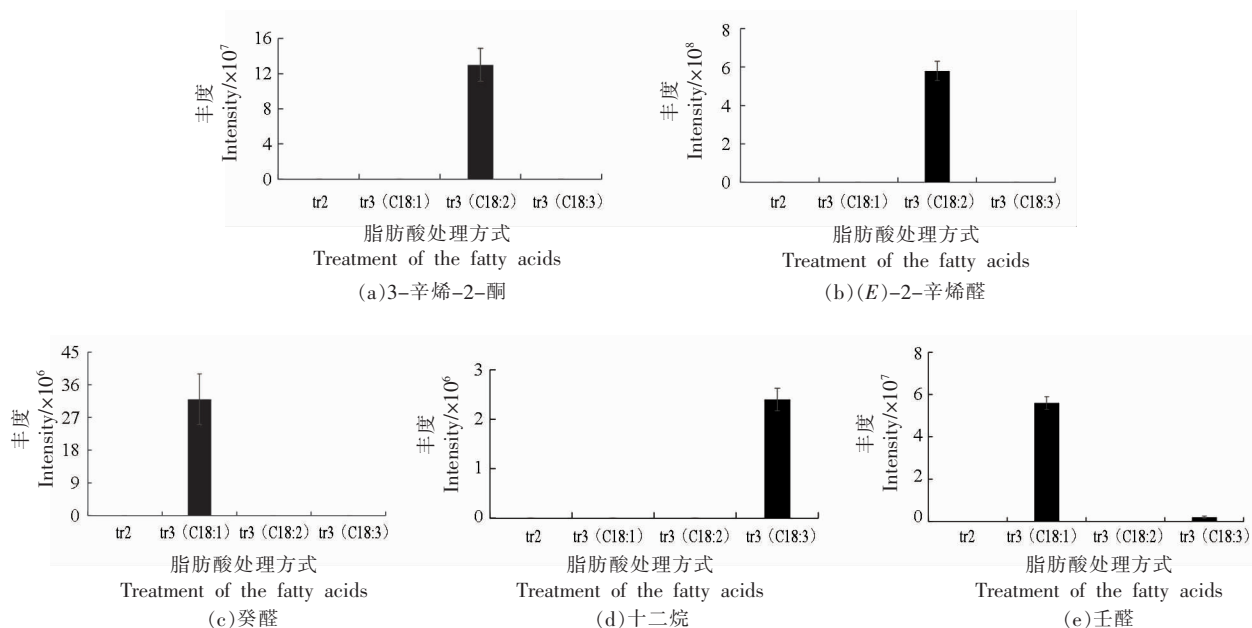 16
12
8
4
0
丰度
Intensity/×10⁷
tr2 tr3（C18:1） tr3（C18:2） tr3（C18:3）
脂肪酸处理方式
Treatment of the fatty acids
(a)3-辛烯-2-酮
8
6
4
2
0
丰度
Intensity/×10⁸
tr2 tr3（C18:1） tr3（C18:2） tr3（C18:3）
脂肪酸处理方式
Treatment of the fatty acids
(b)(E)-2-辛烯醛
45
36
27
18
9
0
丰度
Intensity/×10⁶
tr2 tr3（C18:1） tr3（C18:2） tr3（C18:3）
脂肪酸处理方式
Treatment of the fatty acids
(c)癸醛
3
2
1
0
丰度
Intensity/×10⁶
tr2 tr3（C18:1） tr3（C18:2） tr3（C18:3）
脂肪酸处理方式
Treatment of the fatty acids
(d)十二烷
8
6
4
2
0
丰度
Intensity/×10⁷
tr2 tr3（C18:1） tr3（C18:2） tr3（C18:3）
脂肪酸处理方式
Treatment of the fatty acids
(e)壬醛